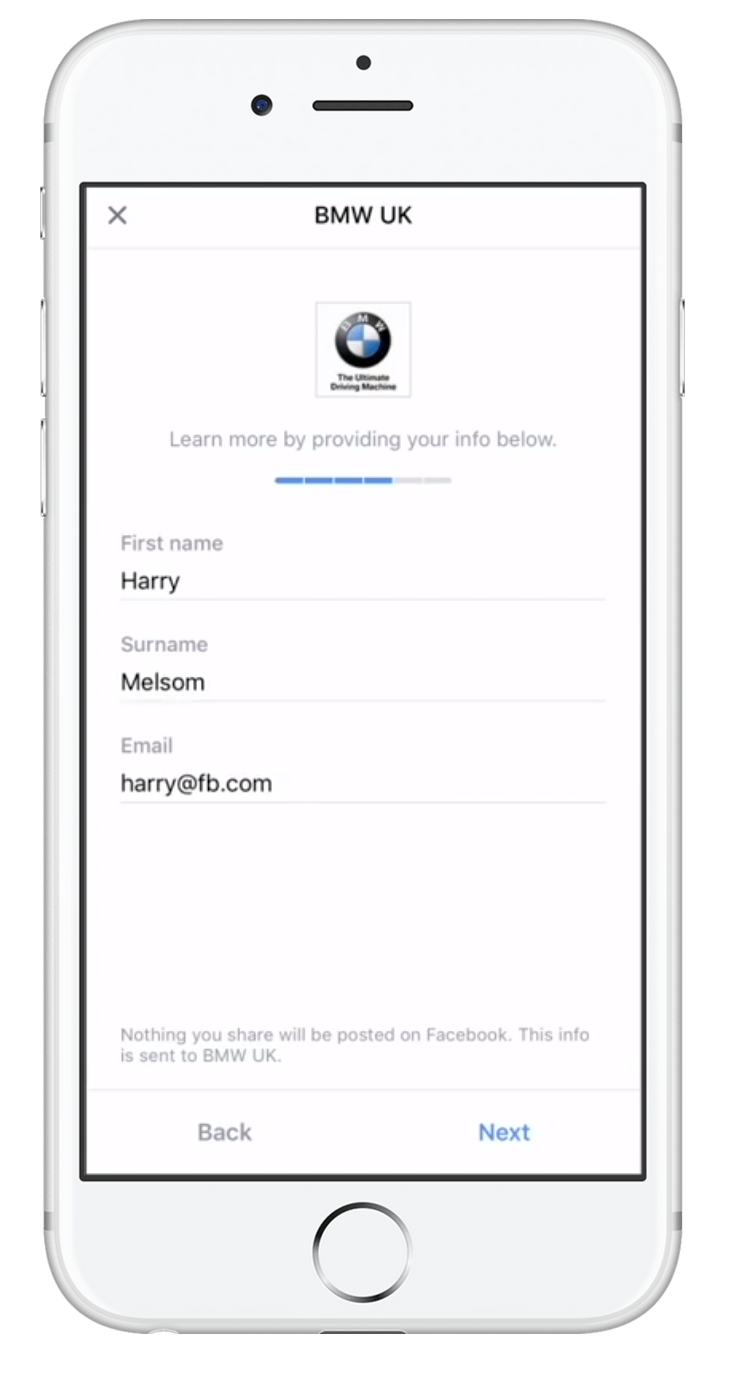 BMW UK
BMW
The Ultimate
Driving Machine
Learn more by providing your info below.
First name
Harry
Surname
Melsom
Email
harry@fb.com
Nothing you share will be posted on Facebook. This info
is sent to BMW UK.
Back
Next